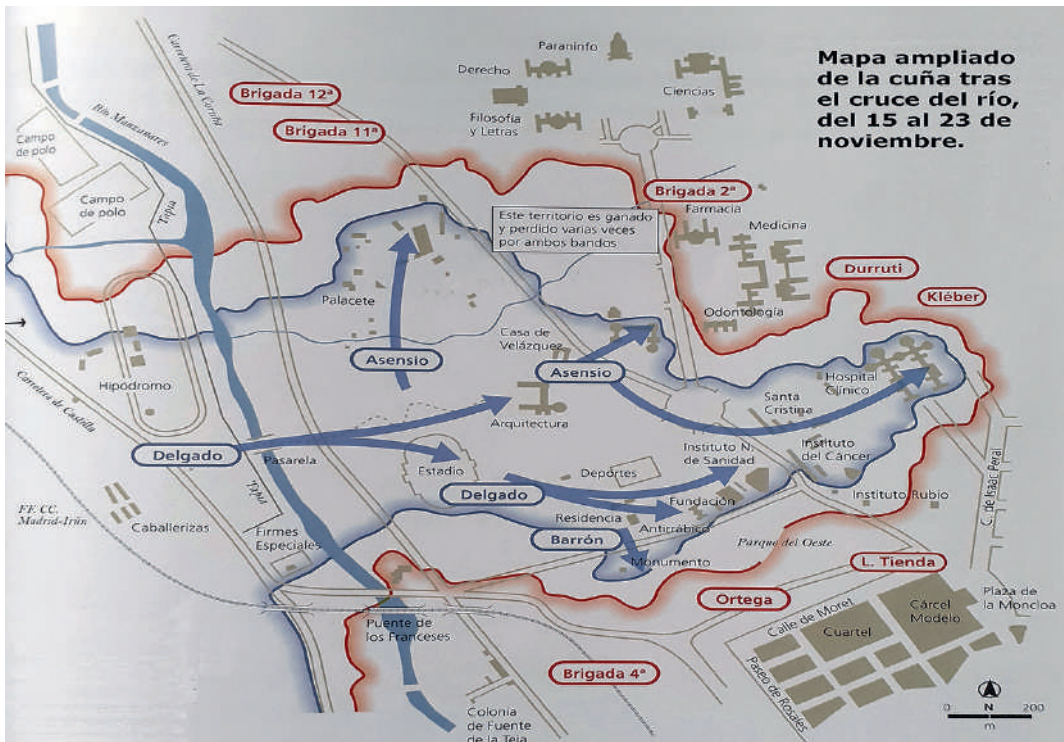 Mapa ampliado
de la cuña tras
el cruce del río,
del 15 al 23 de
noviembre.
Paraninfo
Derecho
Ciencias
Filosofía
y Letras
Carretera de La Coruña
Brigada 12ª
Brigada 11ª
Río Manzanares
Campo
de polo
Campo
de polo
Tapia
Brigada 2ª
Farmacia
Medicina
Este territorio es ganado
y perdido varias veces
por ambos bandos
Durruti
Kléber
Palacete
Odontología
Casa de
Velázquez
Asensio
Asensio
Hospital
Clínico
Hipódromo
Santa
Cristina
Carretera de Castilla
Arquitectura
Delgado
Pasarela
Estadio
Instituto N.
de Sanidad
Instituto
del Cáncer
Deportes
Delgado
Fundación
Instituto Rubio
C. de Isaac Peral
Tapia
FF. CC.
Madrid-Irún
Caballerizas
Residencia
Antirrábico
Firmes
Especiales
Barrón
Parque del Oeste
Monumento
L. Tienda
Ortega
Plaza de
la Moncloa
Calle de Moret
Cárcel
Modelo
Cuartel
Puente de
los Franceses
Brigada 4ª
Paseo de Rosales
Colonia
de Fuente
de la Teja
N
0 200
m